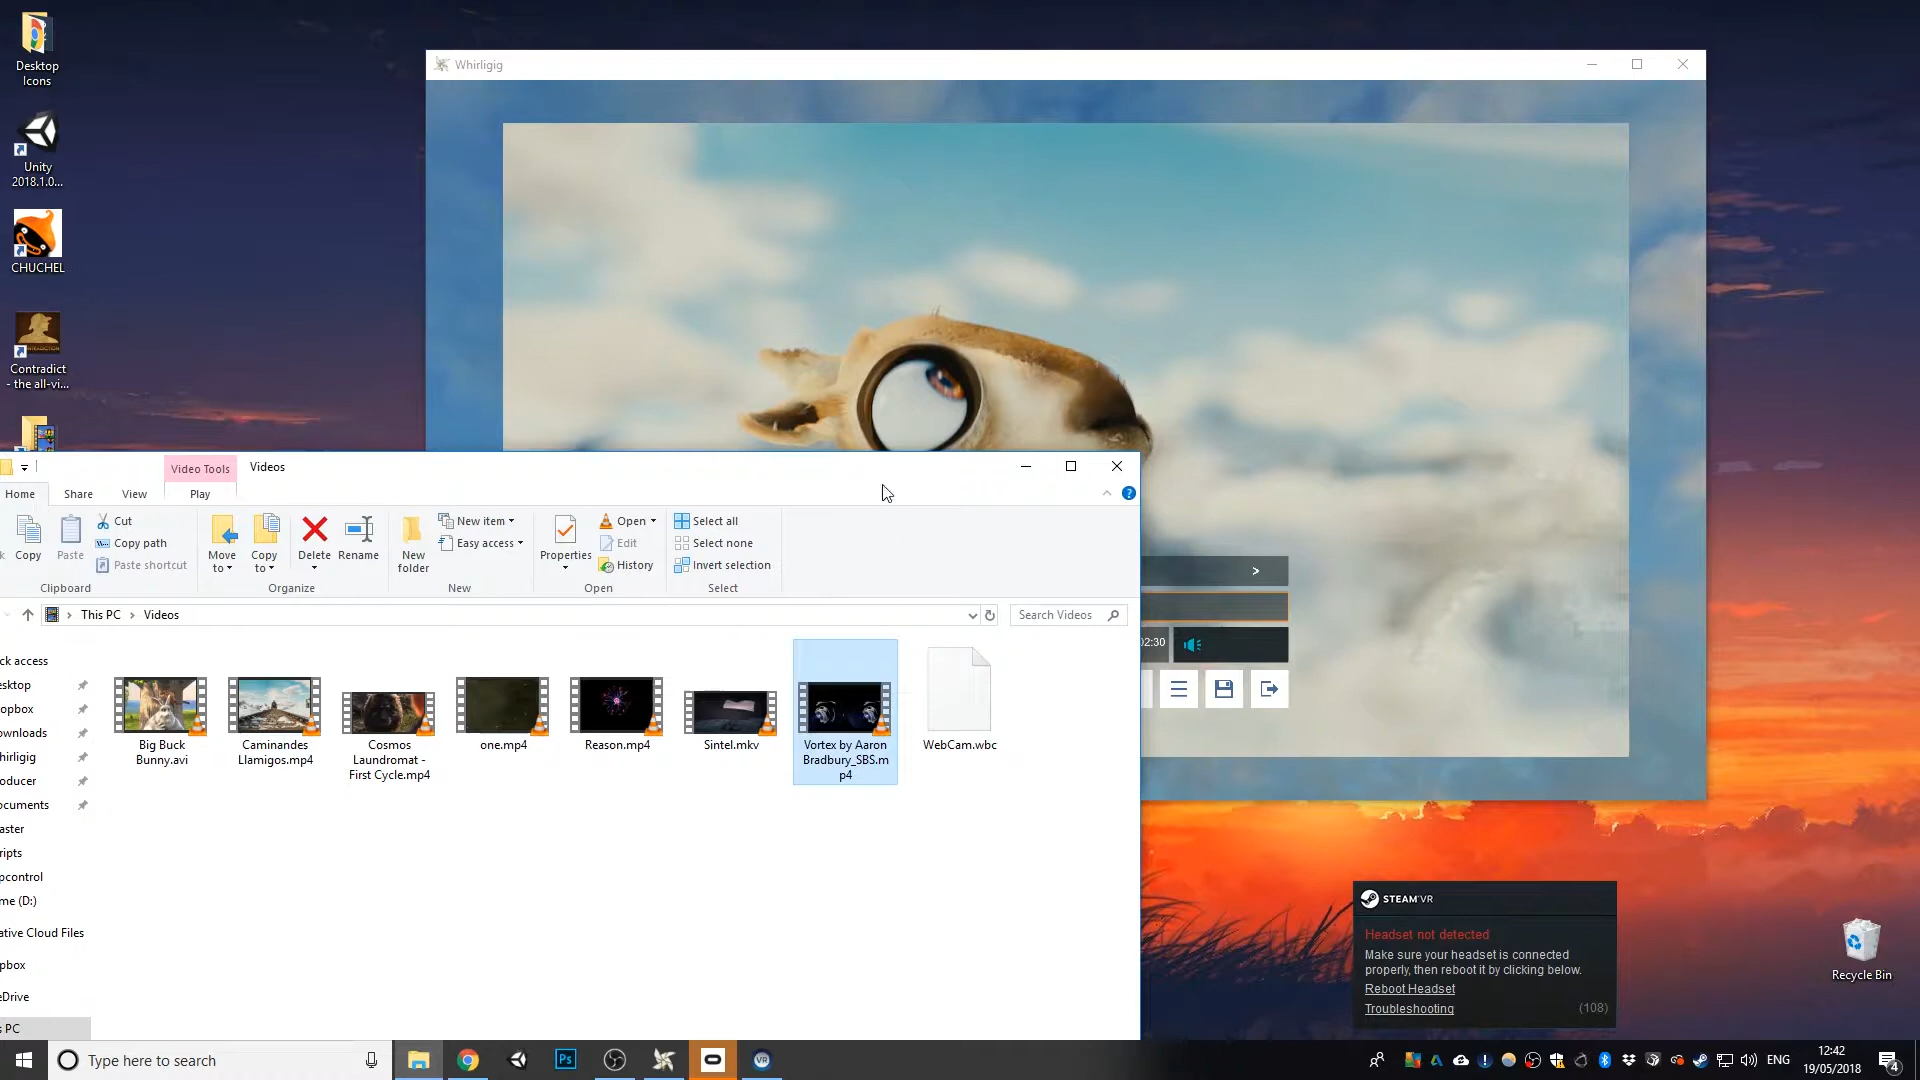 Desktop
Icons
Unity
2018.1.0...
CHUCHEL
Contradict
- the all-vi...
Whirligig
>
02:30
Video Tools
Videos
Home
Share
View
Play
Copy
Paste
Cut
Copy path
Paste shortcut
Clipboard
Move
to
Copy
to
Delete
Rename
Organize
New
folder
New item
Easy access
New
Properties
Open
Edit
History
Open
Select all
Select none
Invert selection
Select
This PC > Videos
Search Videos
ck access
esktop
opbox
ownloads
hirligig
oducer
ocuments
aster
ripts
pcontrol
me (D:)
ative Cloud Files
pbox
eDrive
s PC
Big Buck
Bunny.avi
Caminandes
Llamigos.mp4
Cosmos
Laundromat -
First Cycle.mp4
one.mp4
Reason.mp4
Sintel.mkv
Vortex by Aaron
Bradbury_SBS.m
p4
WebCam.wbc
STEAM VR
Headset not detected
Make sure your headset is connected
properly, then reboot it by clicking below.
Reboot Headset
Troubleshooting
(108)
Recycle Bin
Type here to search
Ps
VR
ENG
12:42
19/05/2018
4